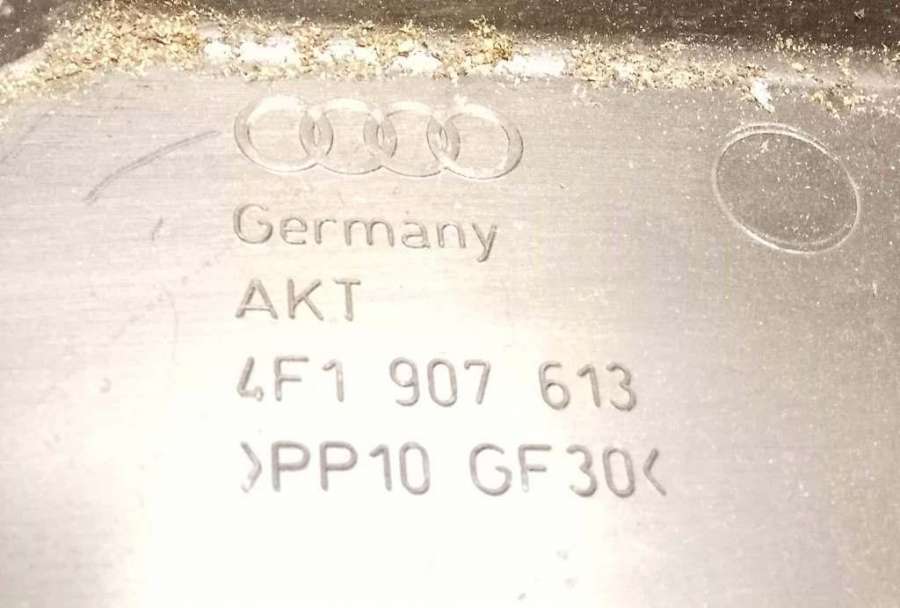 Germany
AKT
4F1 907 613
>PP10 GF30<